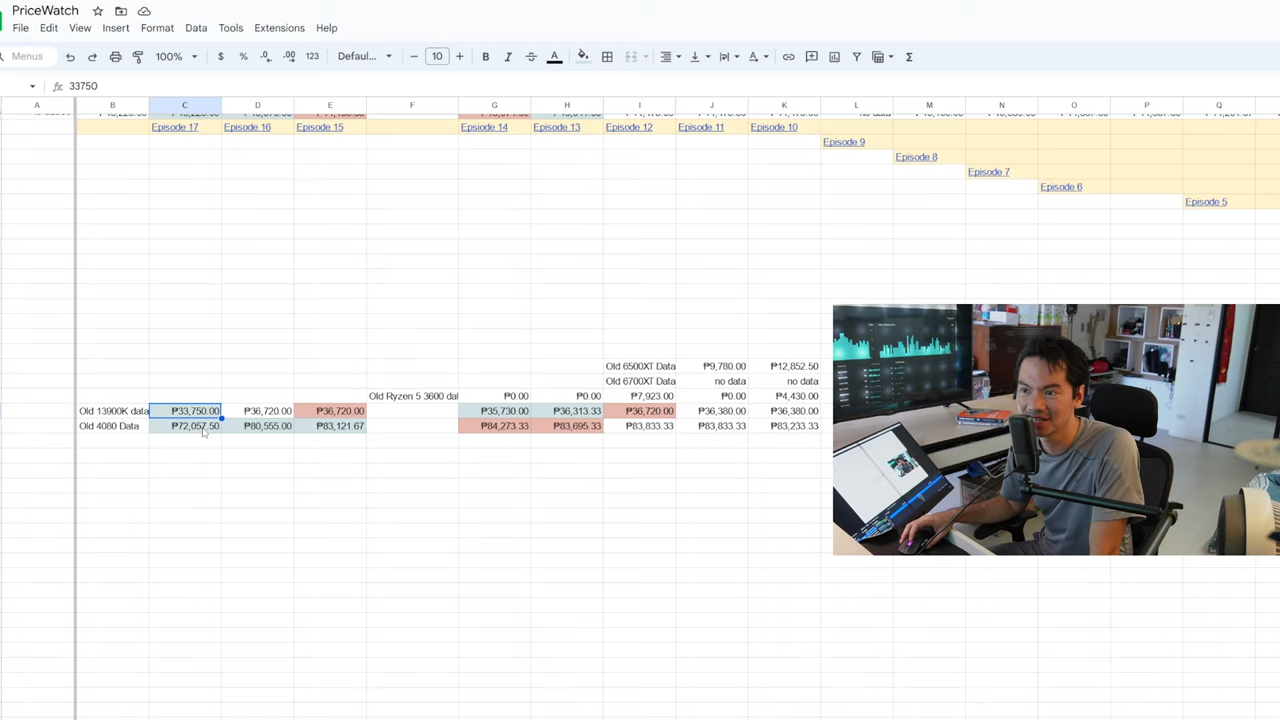 PriceWatch
File Edit View Insert Format Data Tools Extensions Help
Menus 100% $ % .0 .00 123 Defaul... 10 B I A Σ
fx 33750
A B C D E F G H I J K L M N O P Q
Episode 17 Episode 16 Episode 15 Episode 14 Episode 13 Episode 12 Episode 11 Episode 10
Episode 9
Episode 8
Episode 7
Episode 6
Episode 5
Old 6500XT Data ₱9,780.00 ₱12,852.50
Old 6700XT Data no data no data
Old Ryzen 5 3600 dat ₱0.00 ₱0.00 ₱7,923.00 ₱0.00 ₱4,430.00
Old 13900K data ₱33,750.00 ₱36,720.00 ₱36,720.00 ₱35,730.00 ₱36,313.33 ₱36,720.00 ₱36,380.00 ₱36,380.00
Old 4080 Data ₱72,057.50 ₱80,555.00 ₱83,121.67 ₱84,273.33 ₱83,695.33 ₱83,833.33 ₱83,833.33 ₱83,233.33